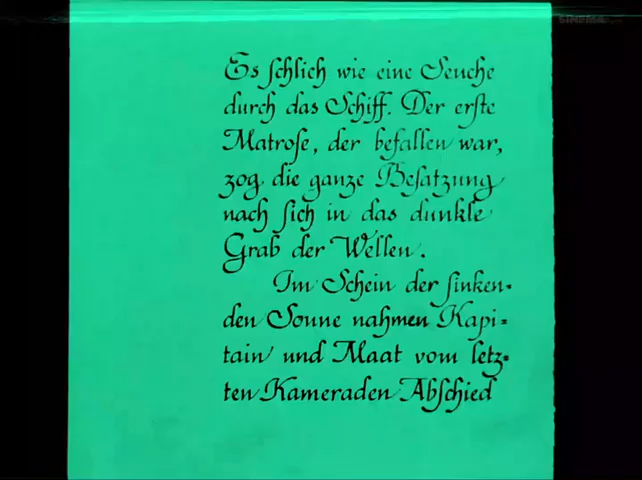 Es ſchlich wie eine Seuche
durch das Schiff. Der erſte
Matroſe, der befallen war,
zog die ganze Beſatzung
nach ſich in das dunkle
Grab der Wellen.
Im Schein der ſinken-
den Sonne nahmen Kapi-
tain und Maat vom letz-
ten Kameraden Abſchied